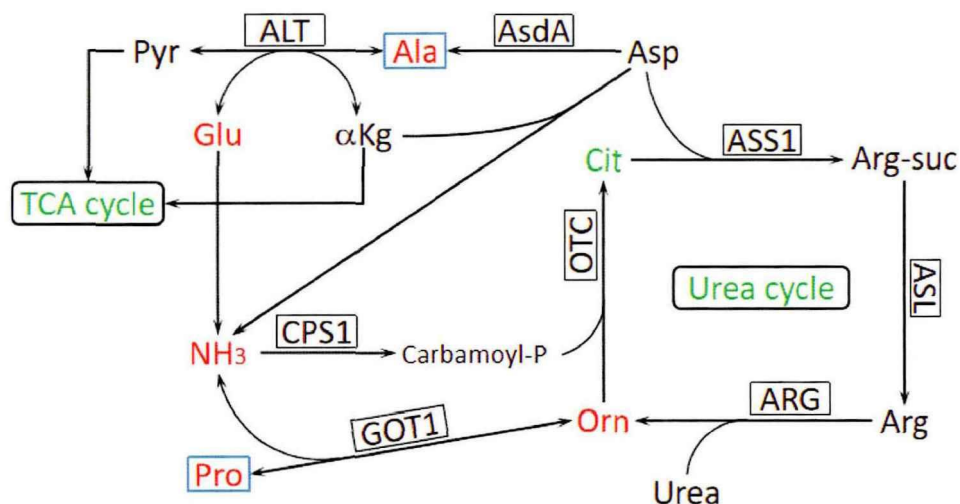 ALT
AsdA
Pyr
Ala
Asp
Glu
αKg
Cit
ASS1
Arg-suc
TCA cycle
OTC
Urea cycle
ASL
NH3
CPS1
Carbamoyl-P
ARG
GOT1
Orn
Arg
Pro
Urea